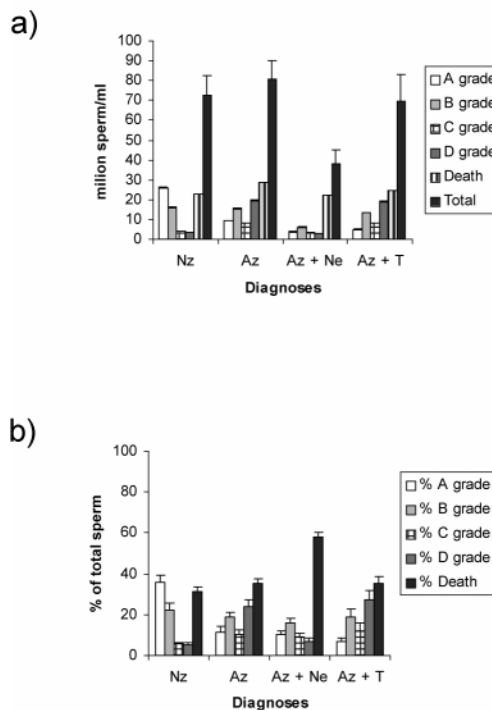 a)
100
90
80
70
60
50
40
30
20
10
0
milion sperm/ml
Nz Az Az + Ne Az + T
Diagnoses
A grade
B grade
C grade
D grade
Death
Total
b)
100
80
60
40
20
0
% of total sperm
Nz Az Az + Ne Az + T
Diagnoses
% A grade
% B grade
% C grade
% D grade
% Death